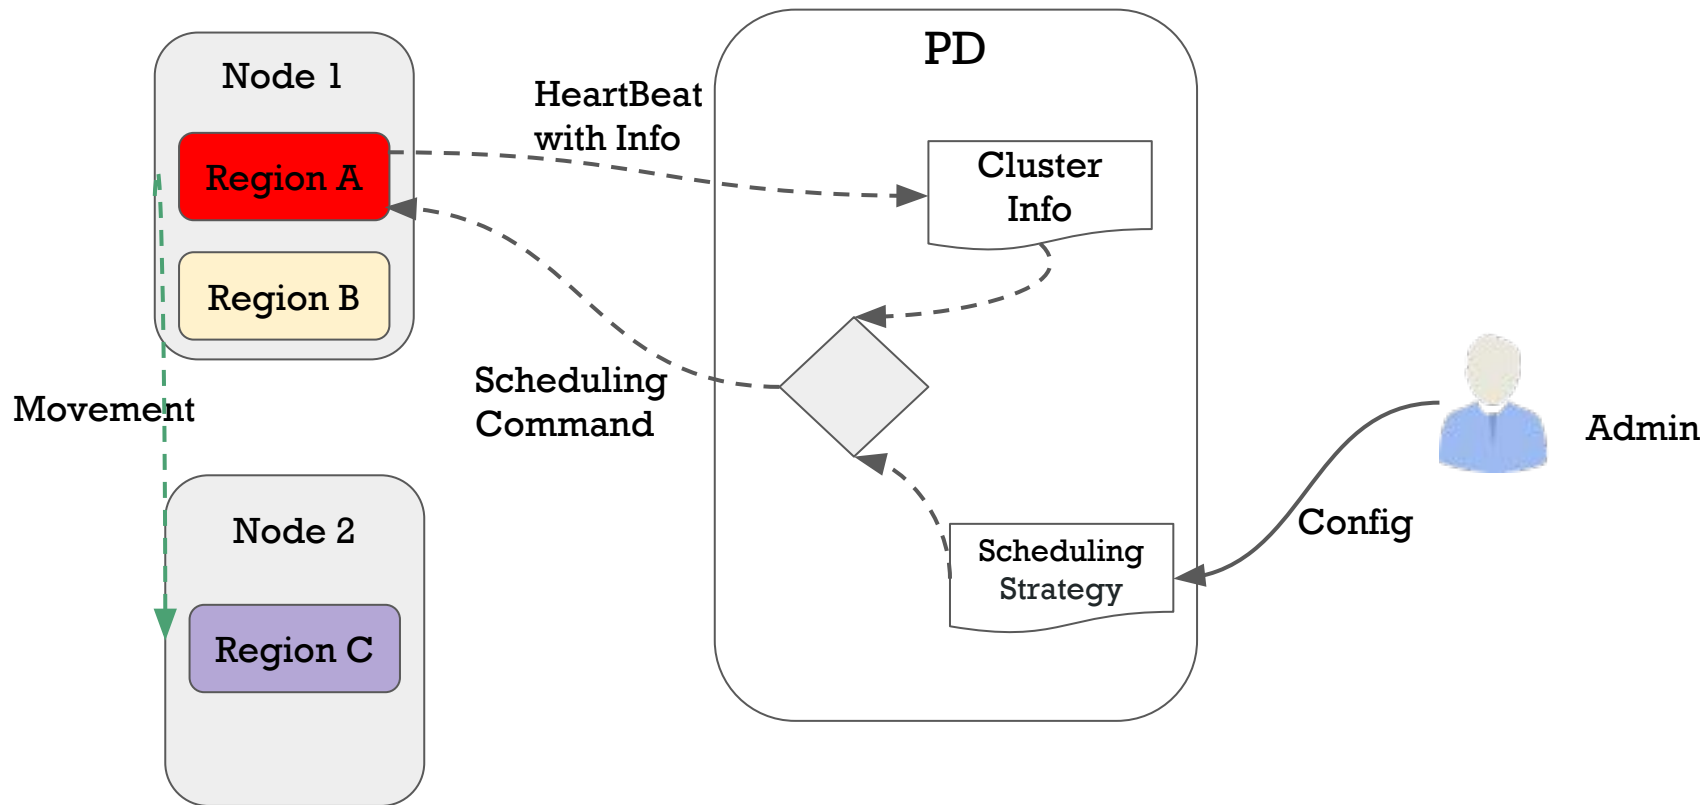 Node 1
Region A
Region B
Movement
Node 2
Region C
HeartBeat
with Info
Scheduling
Command
PD
Cluster
Info
Scheduling
Strategy
Config
Admin